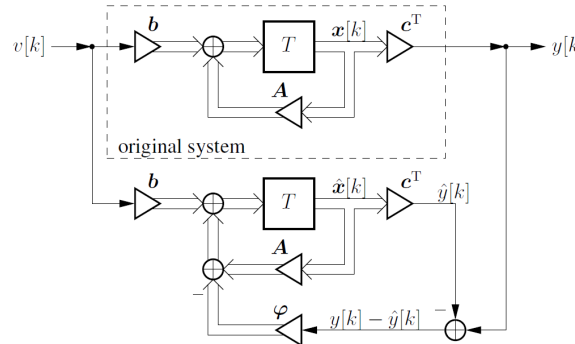 b
x[k]
c^T
v[k]
T
y[k
A
original system
b
x̂[k]
c^T
ŷ[k]
T
A
φ
y[k] − ŷ[k]
−
−